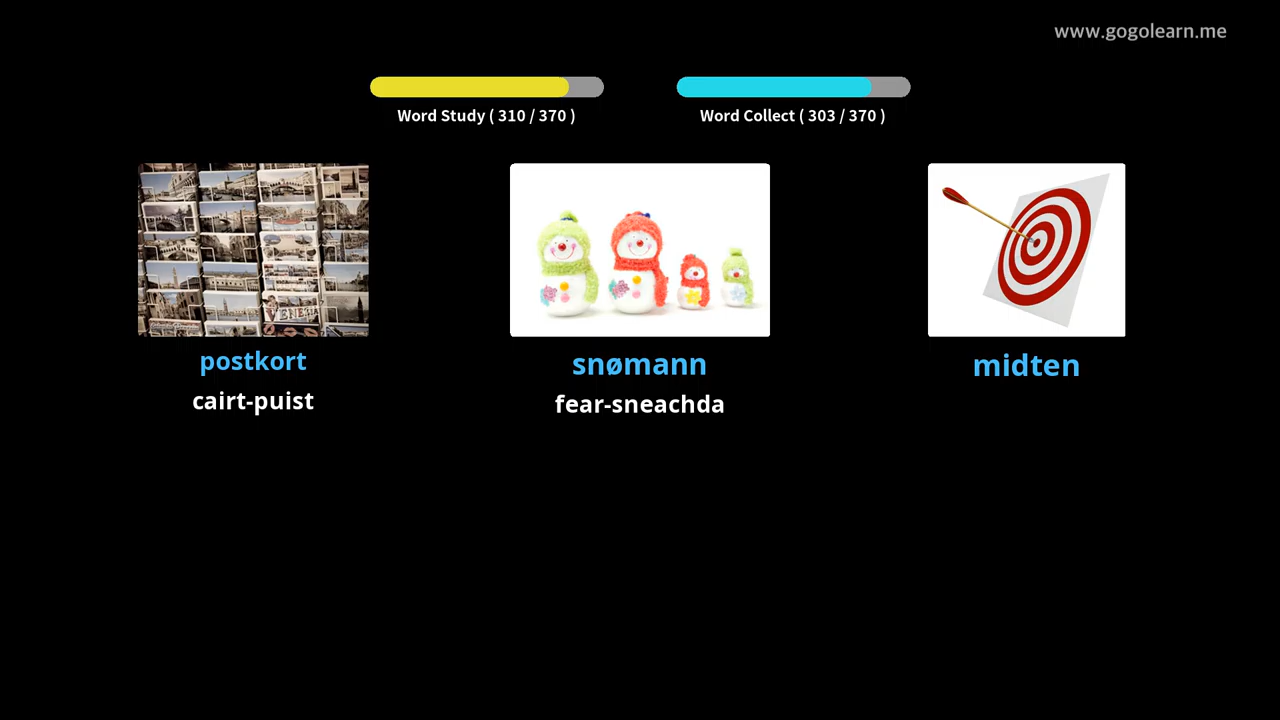 www.gogolearn.me
Word Study ( 310 / 370 )
Word Collect ( 303 / 370 )
postkort
snømann
midten
cairt-puist
fear-sneachda